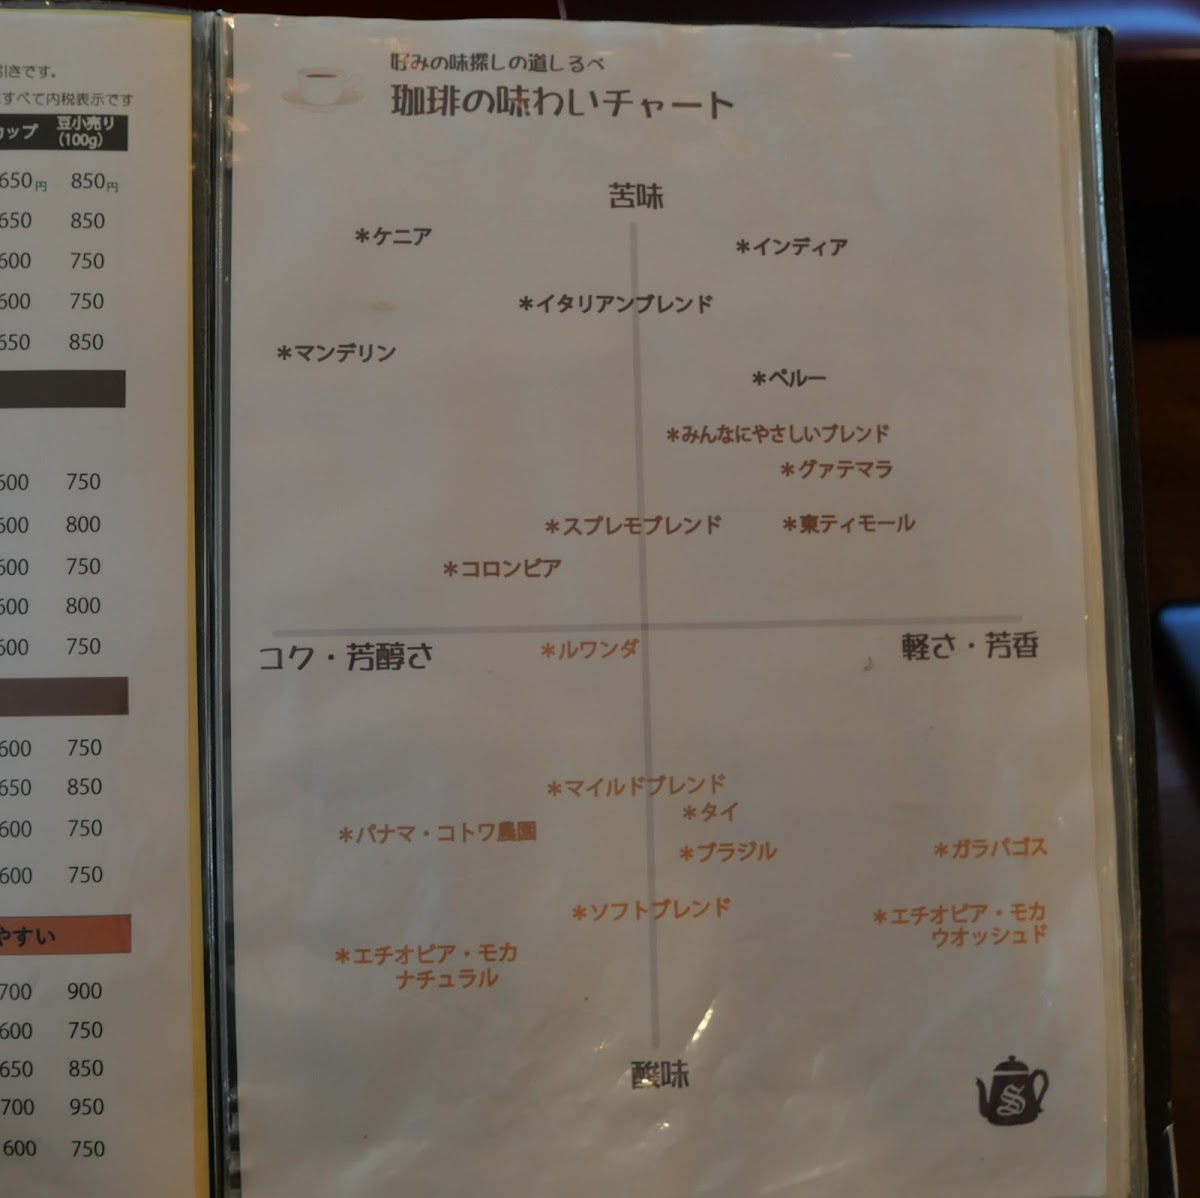 引きです。
すべて内税表示です
カップ 豆小売り
(100g)
650円 850円
650 850
600 750
600 750
650 850
600 750
600 800
600 750
600 800
600 750
600 750
650 850
600 750
600 750
やすい
700 900
600 750
650 850
700 950
600 750
好みの味探しの道しるべ
珈琲の味わいチャート
苦味
＊ケニア
＊インディア
＊イタリアンブレンド
＊マンデリン
＊ペルー
＊みんなにやさしいブレンド
＊グァテマラ
＊スプレモブレンド
＊東ティモール
＊コロンビア
コク・芳醇さ
＊ルワンダ
軽さ・芳香
＊マイルドブレンド
＊タイ
＊パナマ・コトワ農園
＊ブラジル
＊ガラパゴス
＊ソフトブレンド
＊エチオピア・モカ
ウオッシュド
＊エチオピア・モカ
ナチュラル
酸味
S